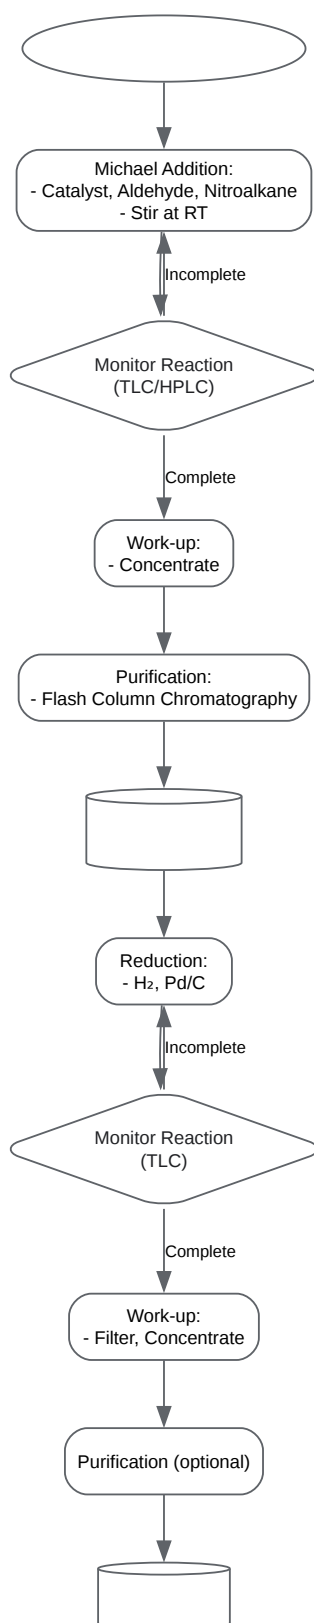 Michael Addition:
- Catalyst, Aldehyde, Nitroalkane
- Stir at RT
Incomplete
Monitor Reaction
(TLC/HPLC)
Complete
Work-up:
- Concentrate
Purification:
- Flash Column Chromatography
Reduction:
- H₂, Pd/C
Incomplete
Monitor Reaction
(TLC)
Complete
Work-up:
- Filter, Concentrate
Purification (optional)